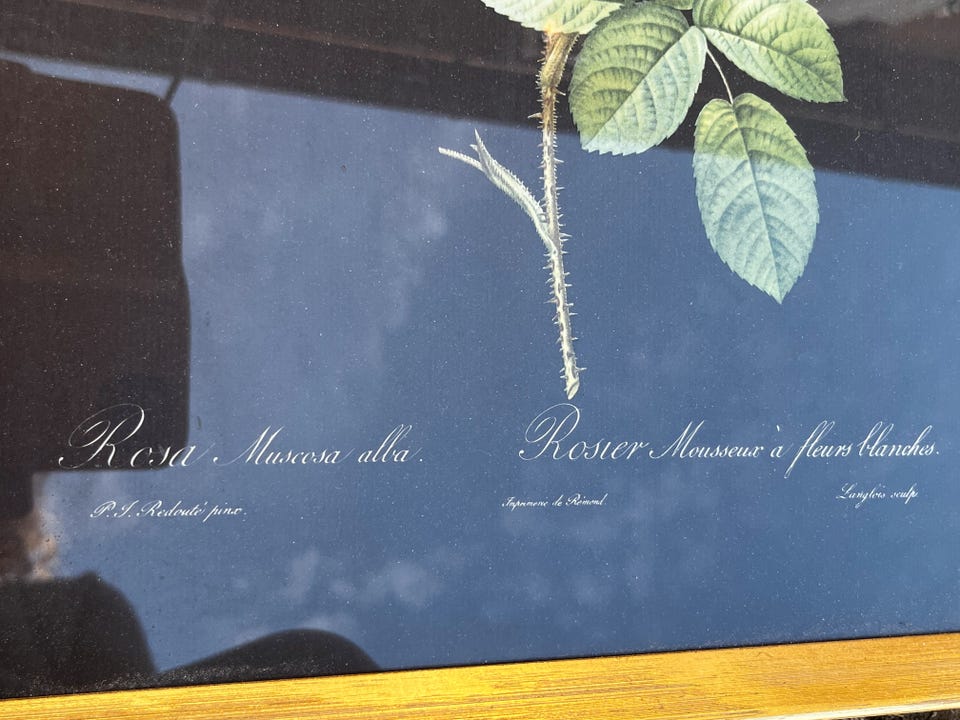 Rosa Muscosa alba.
Rosier Mousseux à fleurs blanches.
P. J. Redouté pinx.
Imprimerie de Rémond.
Langlois sculp